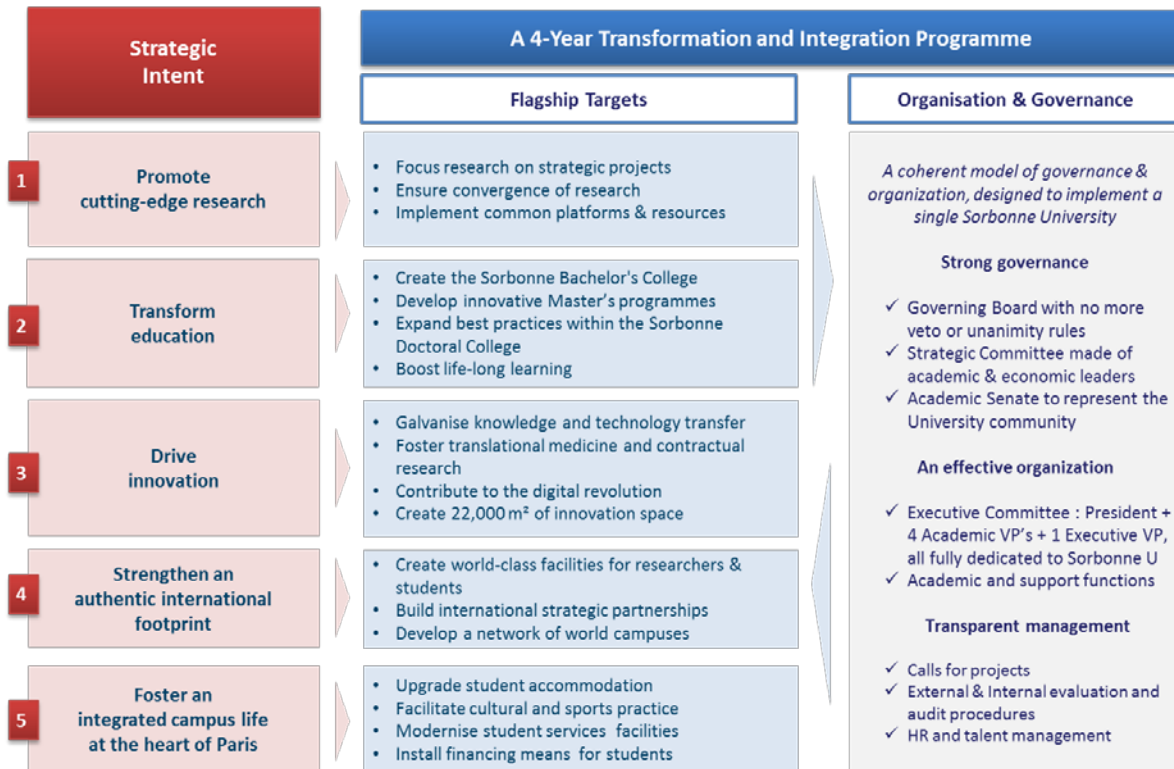 Strategic
Intent
A 4-Year Transformation and Integration Programme
Flagship Targets
Organisation & Governance
1
Promote
cutting-edge research
• Focus research on strategic projects
• Ensure convergence of research
• Implement common platforms & resources
2
Transform
education
• Create the Sorbonne Bachelor's College
• Develop innovative Master's programmes
• Expand best practices within the Sorbonne
Doctoral College
• Boost life-long learning
3
Drive
innovation
• Galvanise knowledge and technology transfer
• Foster translational medicine and contractual
research
• Contribute to the digital revolution
• Create 22,000 m² of innovation space
4
Strengthen an
authentic international
footprint
• Create world-class facilities for researchers &
students
• Build international strategic partnerships
• Develop a network of world campuses
5
Foster an
integrated campus life
at the heart of Paris
• Upgrade student accommodation
• Facilitate cultural and sports practice
• Modernise student services facilities
• Install financing means for students
A coherent model of governance &
organization, designed to implement a
single Sorbonne University
Strong governance
✓ Governing Board with no more
veto or unanimity rules
✓ Strategic Committee made of
academic & economic leaders
✓ Academic Senate to represent the
University community
An effective organization
✓ Executive Committee : President +
4 Academic VP's + 1 Executive VP,
all fully dedicated to Sorbonne U
✓ Academic and support functions
Transparent management
✓ Calls for projects
✓ External & Internal evaluation and
audit procedures
✓ HR and talent management